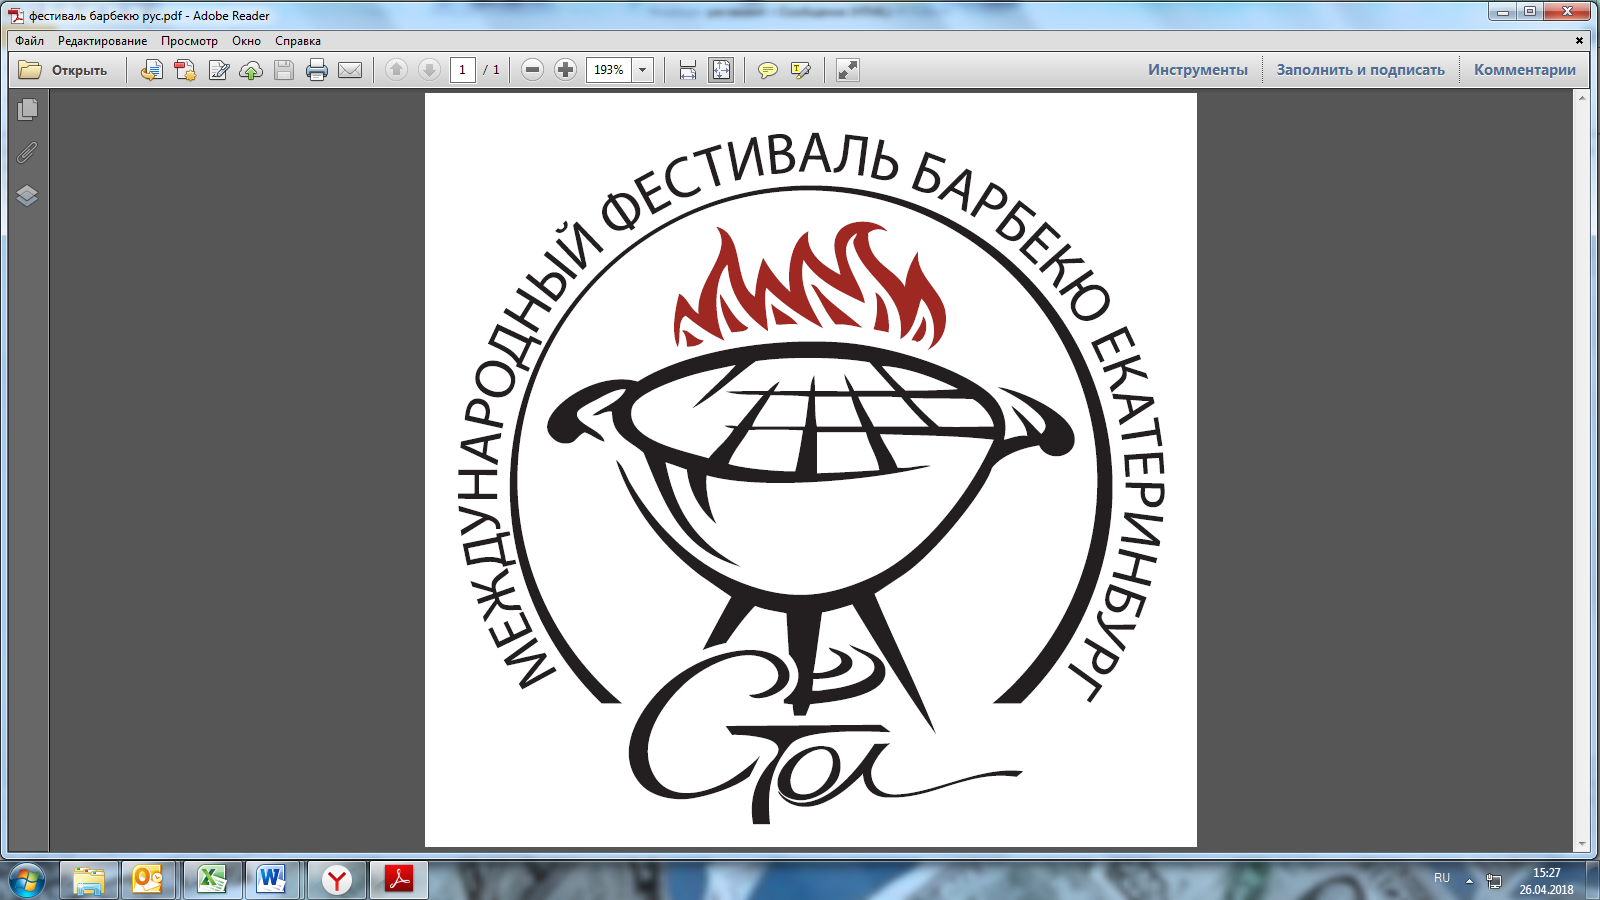 фестиваль барбекю рус.pdf - Adobe Reader
Файл Редактирование Просмотр Окно Справка
Открыть 1 / 1 193% Инструменты Заполнить и подписать Комментарии
МЕЖДУНАРОДНЫЙ ФЕСТИВАЛЬ БАРБЕКЮ ЕКАТЕРИНБУРГ
Стол
RU 15:27
26.04.2018